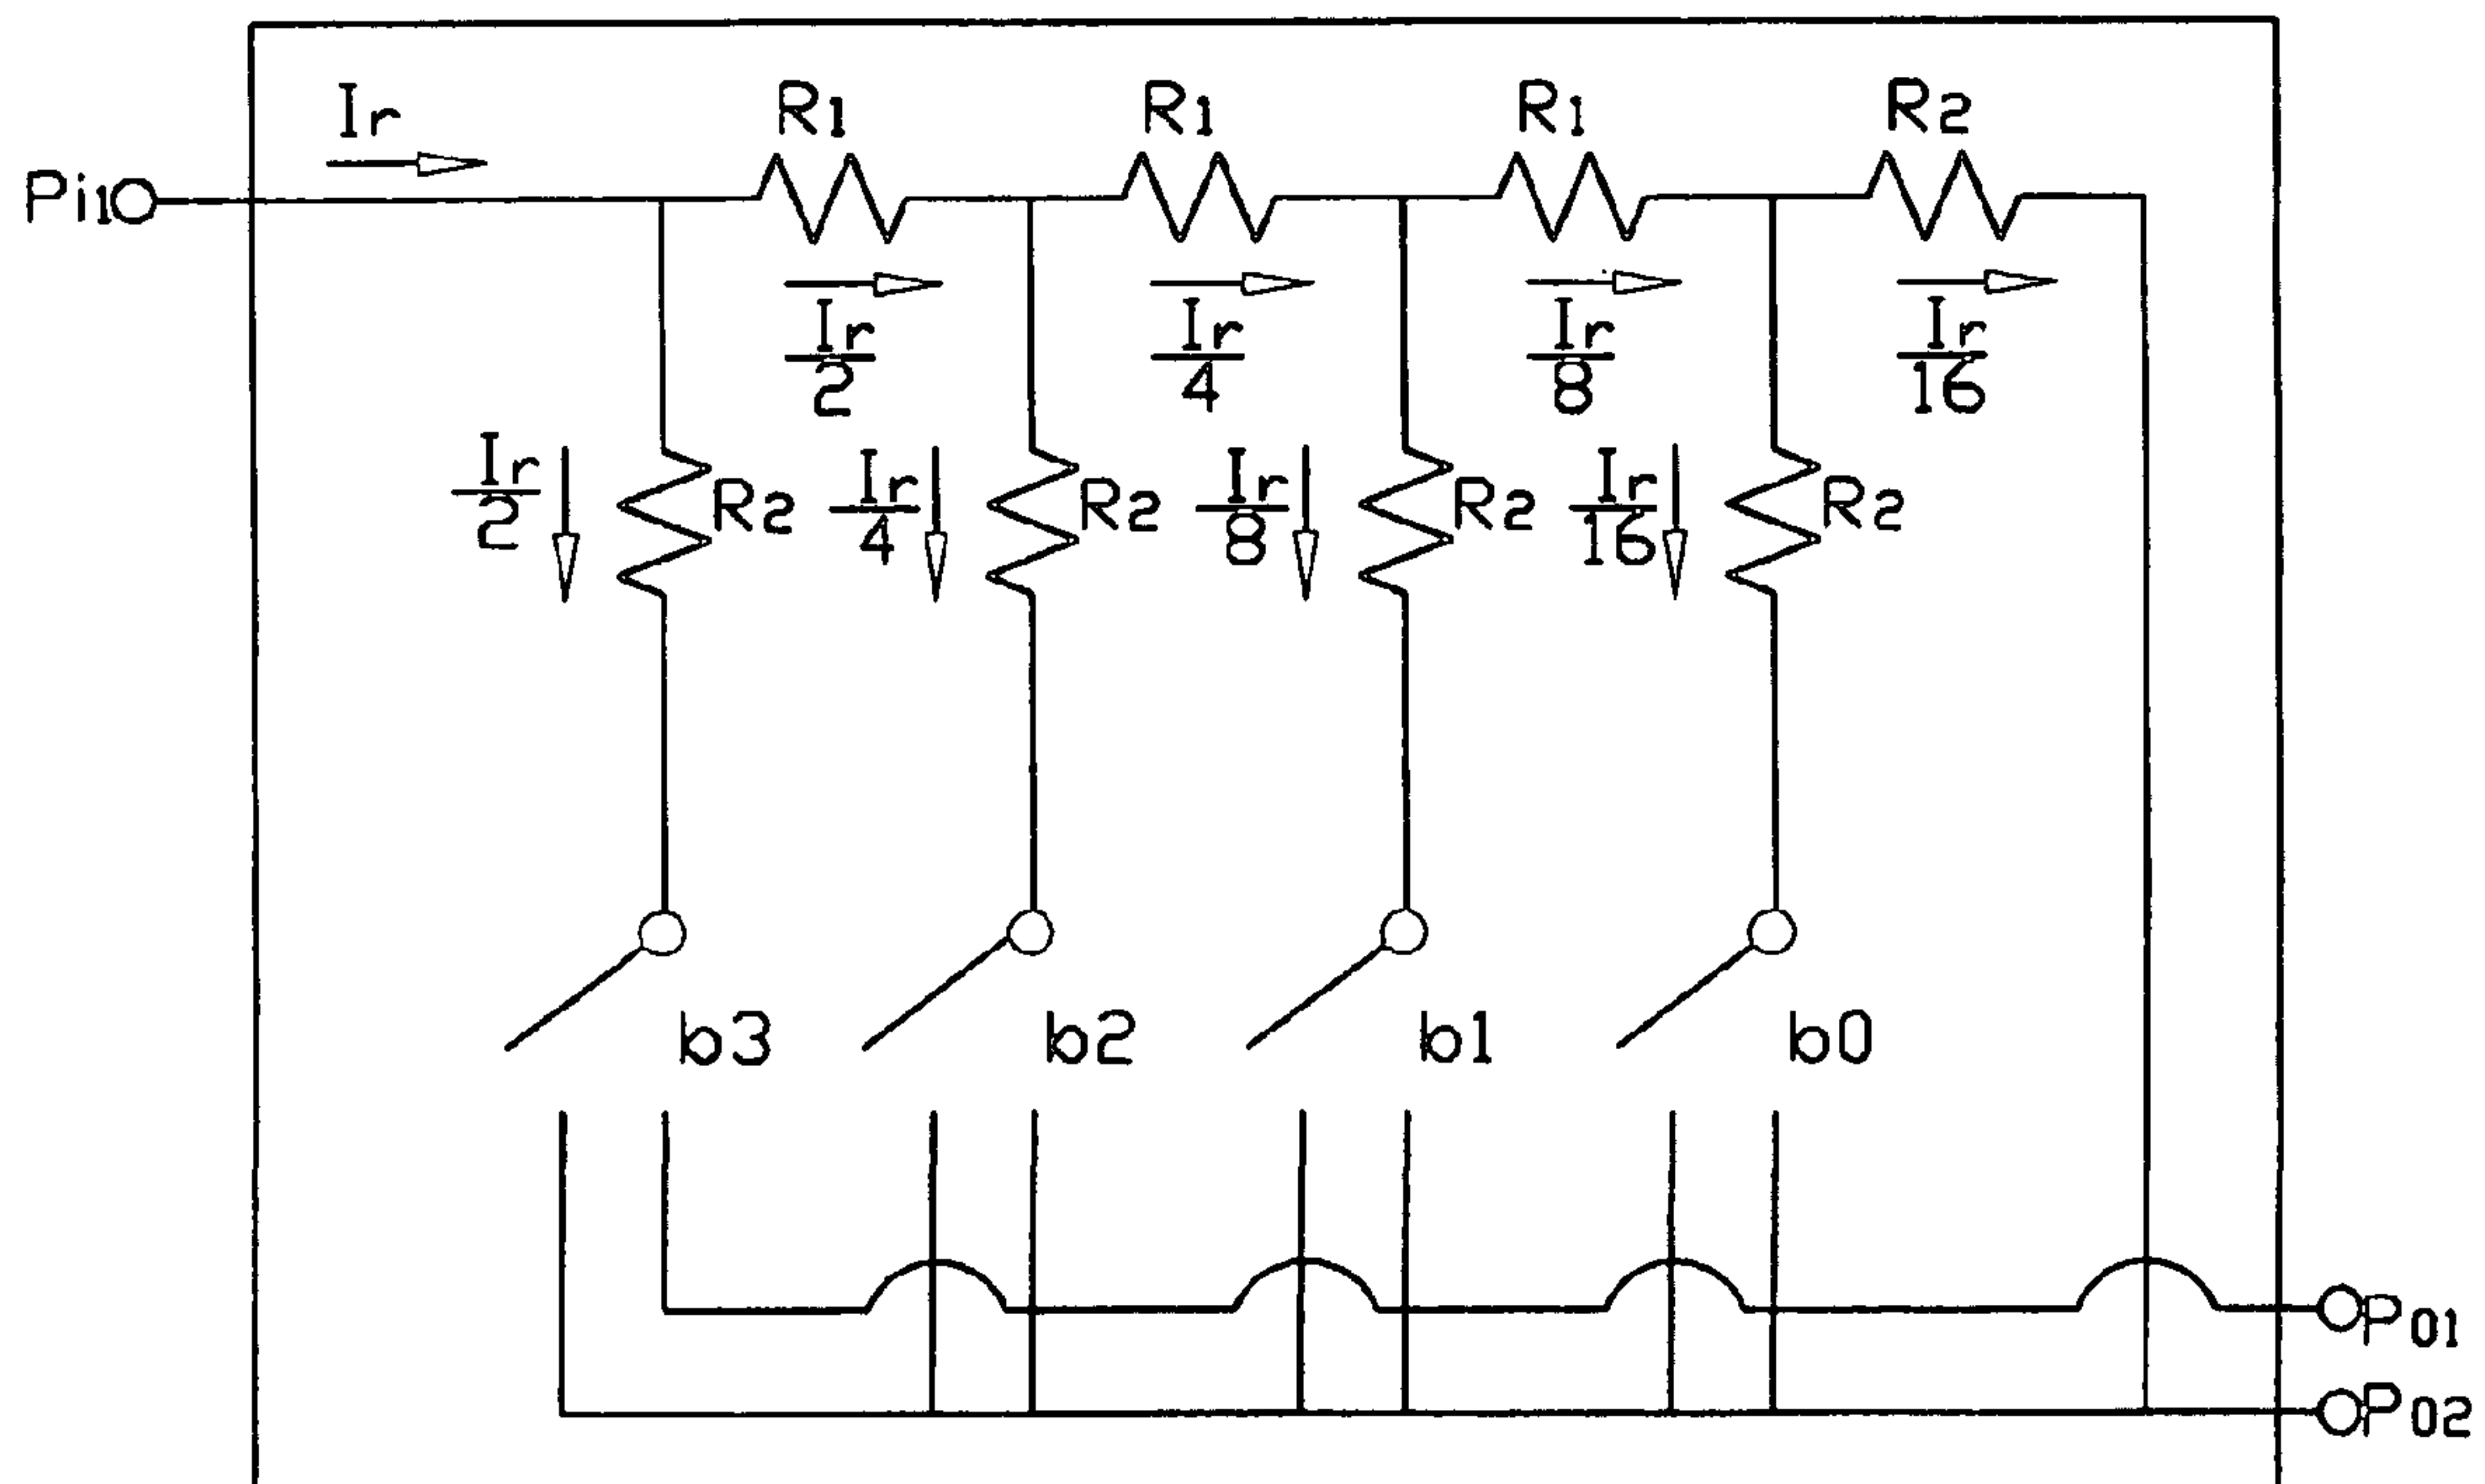 Ir
R1 R1 R1 R2
Pi1
Ir/2 Ir/4 Ir/8 Ir/16
Ir/2 R2 Ir/4 R2 Ir/8 R2 Ir/16 R2
b3 b2 b1 b0
P01
P02